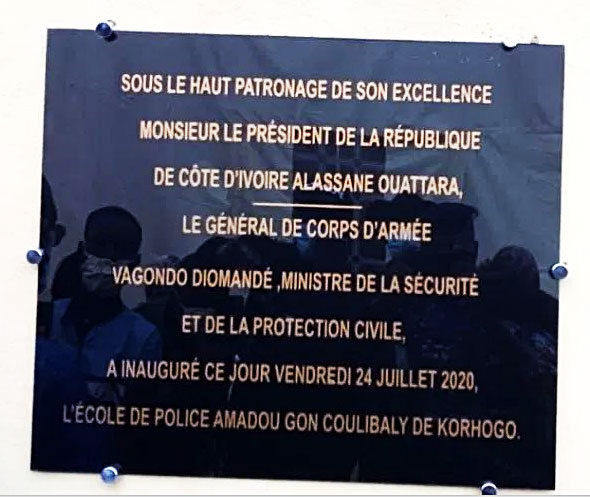 SOUS LE HAUT PATRONAGE DE SON EXCELLENCE
MONSIEUR LE PRÉSIDENT DE LA RÉPUBLIQUE
DE CÔTE D'IVOIRE ALASSANE OUATTARA,
LE GÉNÉRAL DE CORPS D'ARMÉE
VAGONDO DIOMANDÉ ,MINISTRE DE LA SÉCURITÉ
ET DE LA PROTECTION CIVILE,
A INAUGURÉ CE JOUR VENDREDI 24 JUILLET 2020,
L'ÉCOLE DE POLICE AMADOU GON COULIBALY DE KORHOGO.